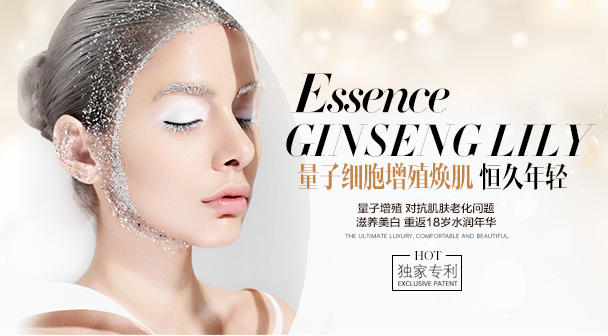 Essence
GINSENG LILY
量子细胞增殖焕肌 恒久年轻
量子增殖 对抗肌肤老化问题
滋养美白 重返18岁水润年华
THE ULTIMATE LUXURY, COMFORTABLE AND BEAUTIFUL.
HOT
独家专利
EXCLUSIVE PATENT